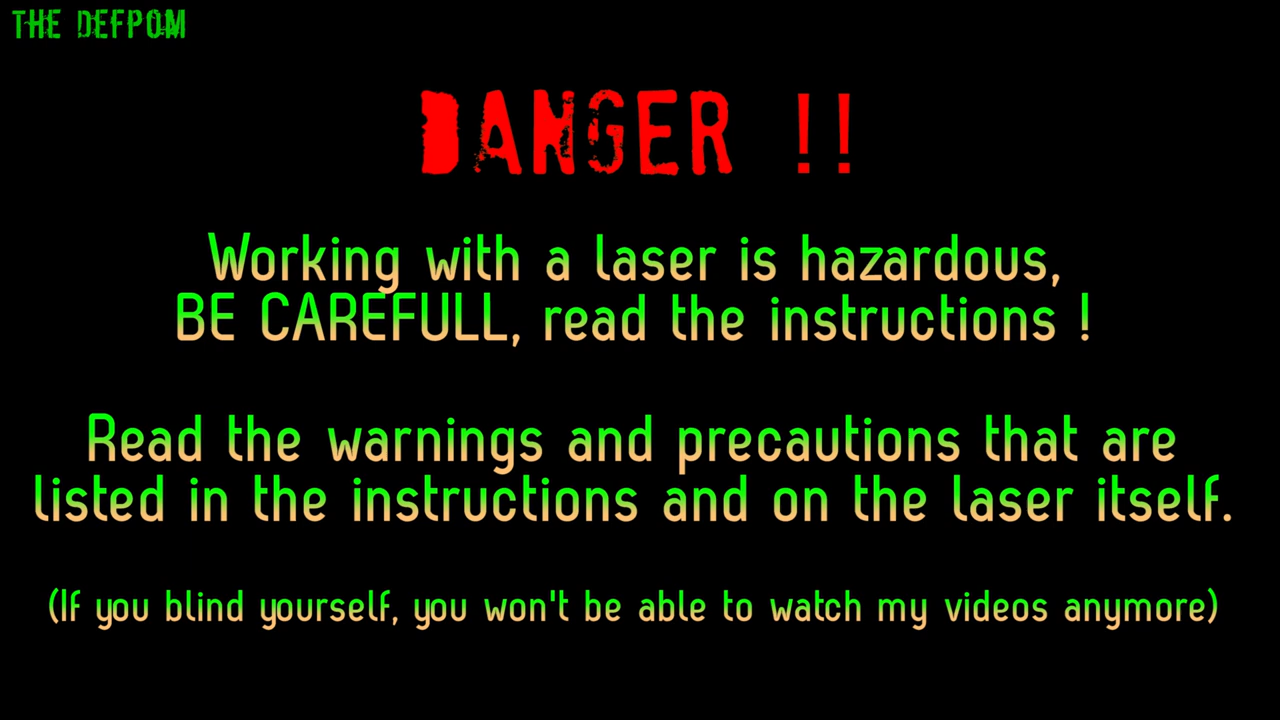 THE DEFPOM
DANGER !!
Working with a laser is hazardous,
BE CAREFULL, read the instructions !
Read the warnings and precautions that are
listed in the instructions and on the laser itself.
(If you blind yourself, you won't be able to watch my videos anymore)